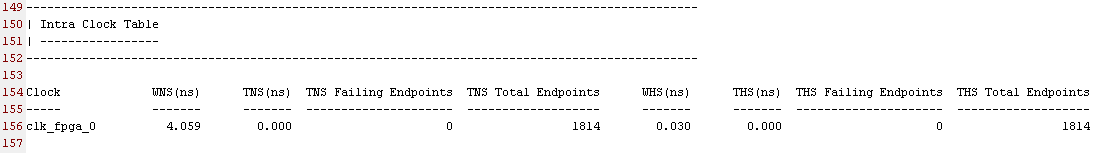 149 ------------------------------------------------------------------------------------------------
150 | Intra Clock Table
151 | -----------------
152 ------------------------------------------------------------------------------------------------
153
154 Clock             WNS(ns)      TNS(ns)  TNS Failing Endpoints  TNS Total Endpoints      WHS(ns)      THS(ns)  THS Failing Endpoints  THS Total Endpoints
155 -----             -------      -------  ---------------------  -------------------      -------      -------  ---------------------  -------------------
156 clk_fpga_0          4.059        0.000                      0                 1814        0.030        0.000                      0                 1814
157